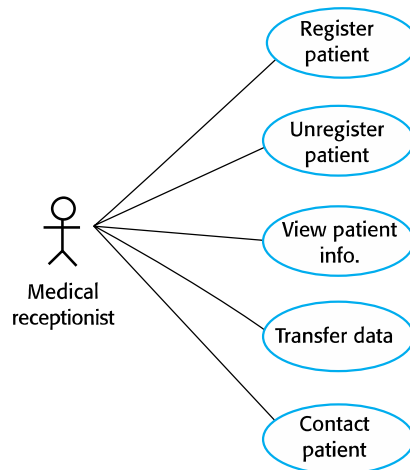 Register
patient
Unregister
patient
View patient
info.
Medical
receptionist
Transfer data
Contact
patient